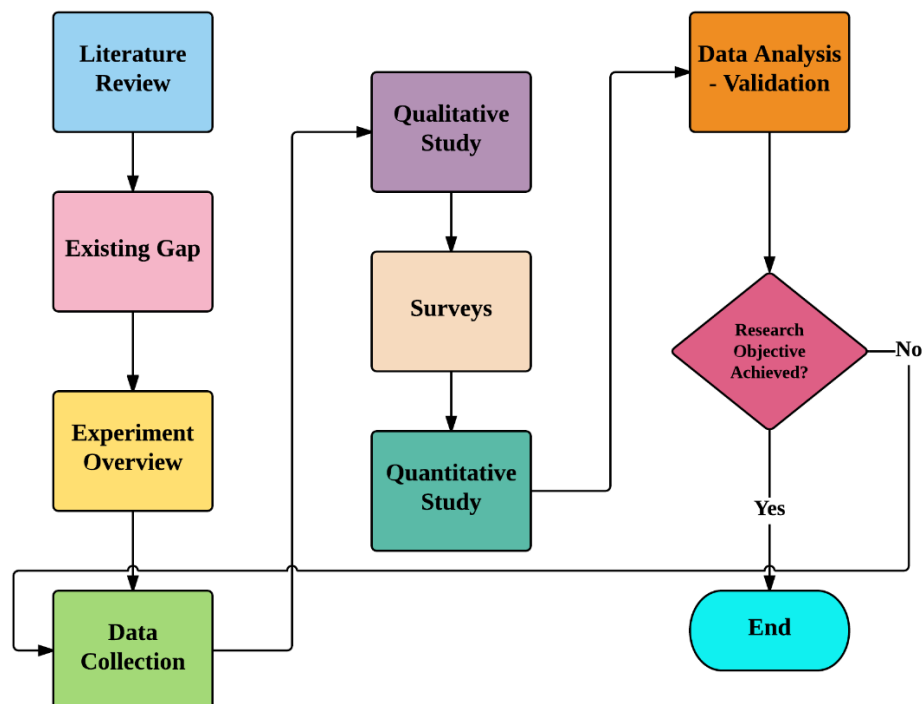 Literature
Review
Existing Gap
Experiment
Overview
Data
Collection
Qualitative
Study
Surveys
Quantitative
Study
Data Analysis
- Validation
Research
Objective
Achieved?
No
Yes
End